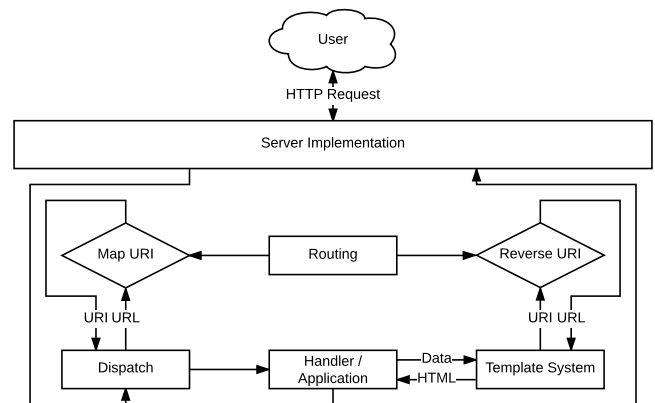 User
HTTP Request
Server Implementation
Map URI
Routing
Reverse URI
URI URL
URI URL
Dispatch
Handler /
Application
Data
HTML
Template System